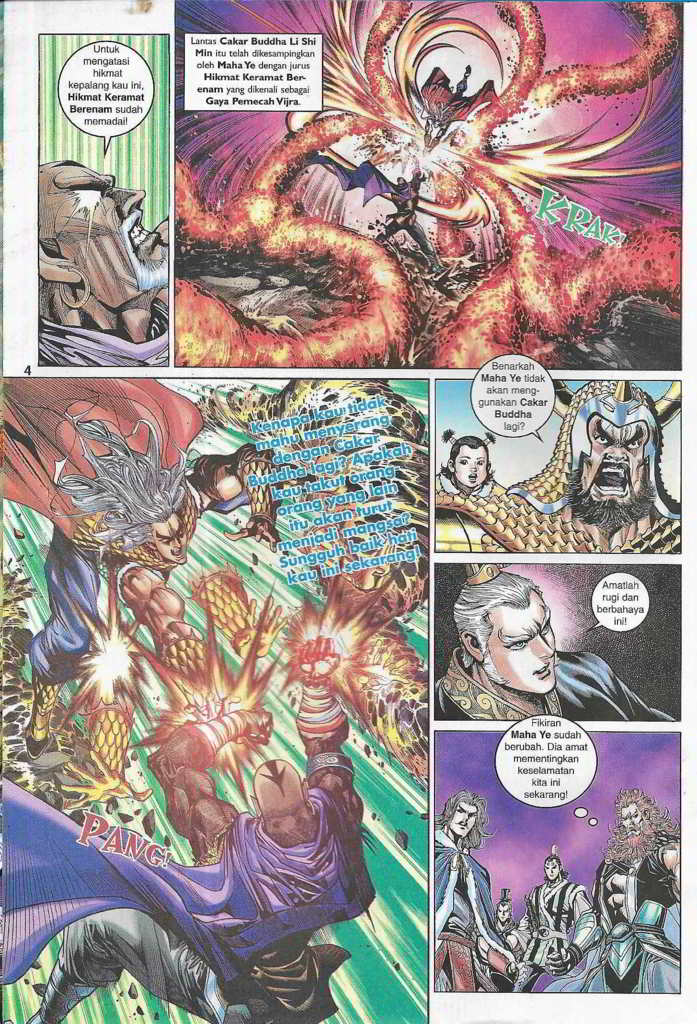 Untuk
mengatasi
hikmat
kepalang kau ini,
Hikmat Keramat
Berenam sudah
memadai!
Lantas Cakar Buddha Li Shi
Min itu telah dikesampingkan
oleh Maha Ye dengan jurus
Hikmat Keramat Ber-
enam yang dikenali sebagai
Gaya Pemecah Vijra.
KRAK!
4
Kenapa kau tidak
mahu menyerang
dengan Cakar
Buddha lagi? Apakah
kau takut orang
orang yang lain
itu akan turut
menjadi mangsa?
Sungguh baik hati
kau ini sekarang!
PANG!
Benarkah
Maha Ye tidak
akan meng-
gunakan Cakar
Buddha
lagi?
Amatlah
rugi dan
berbahaya
ini!
Fikiran
Maha Ye sudah
berubah. Dia amat
mementingkan
keselamatan
kita ini
sekarang!